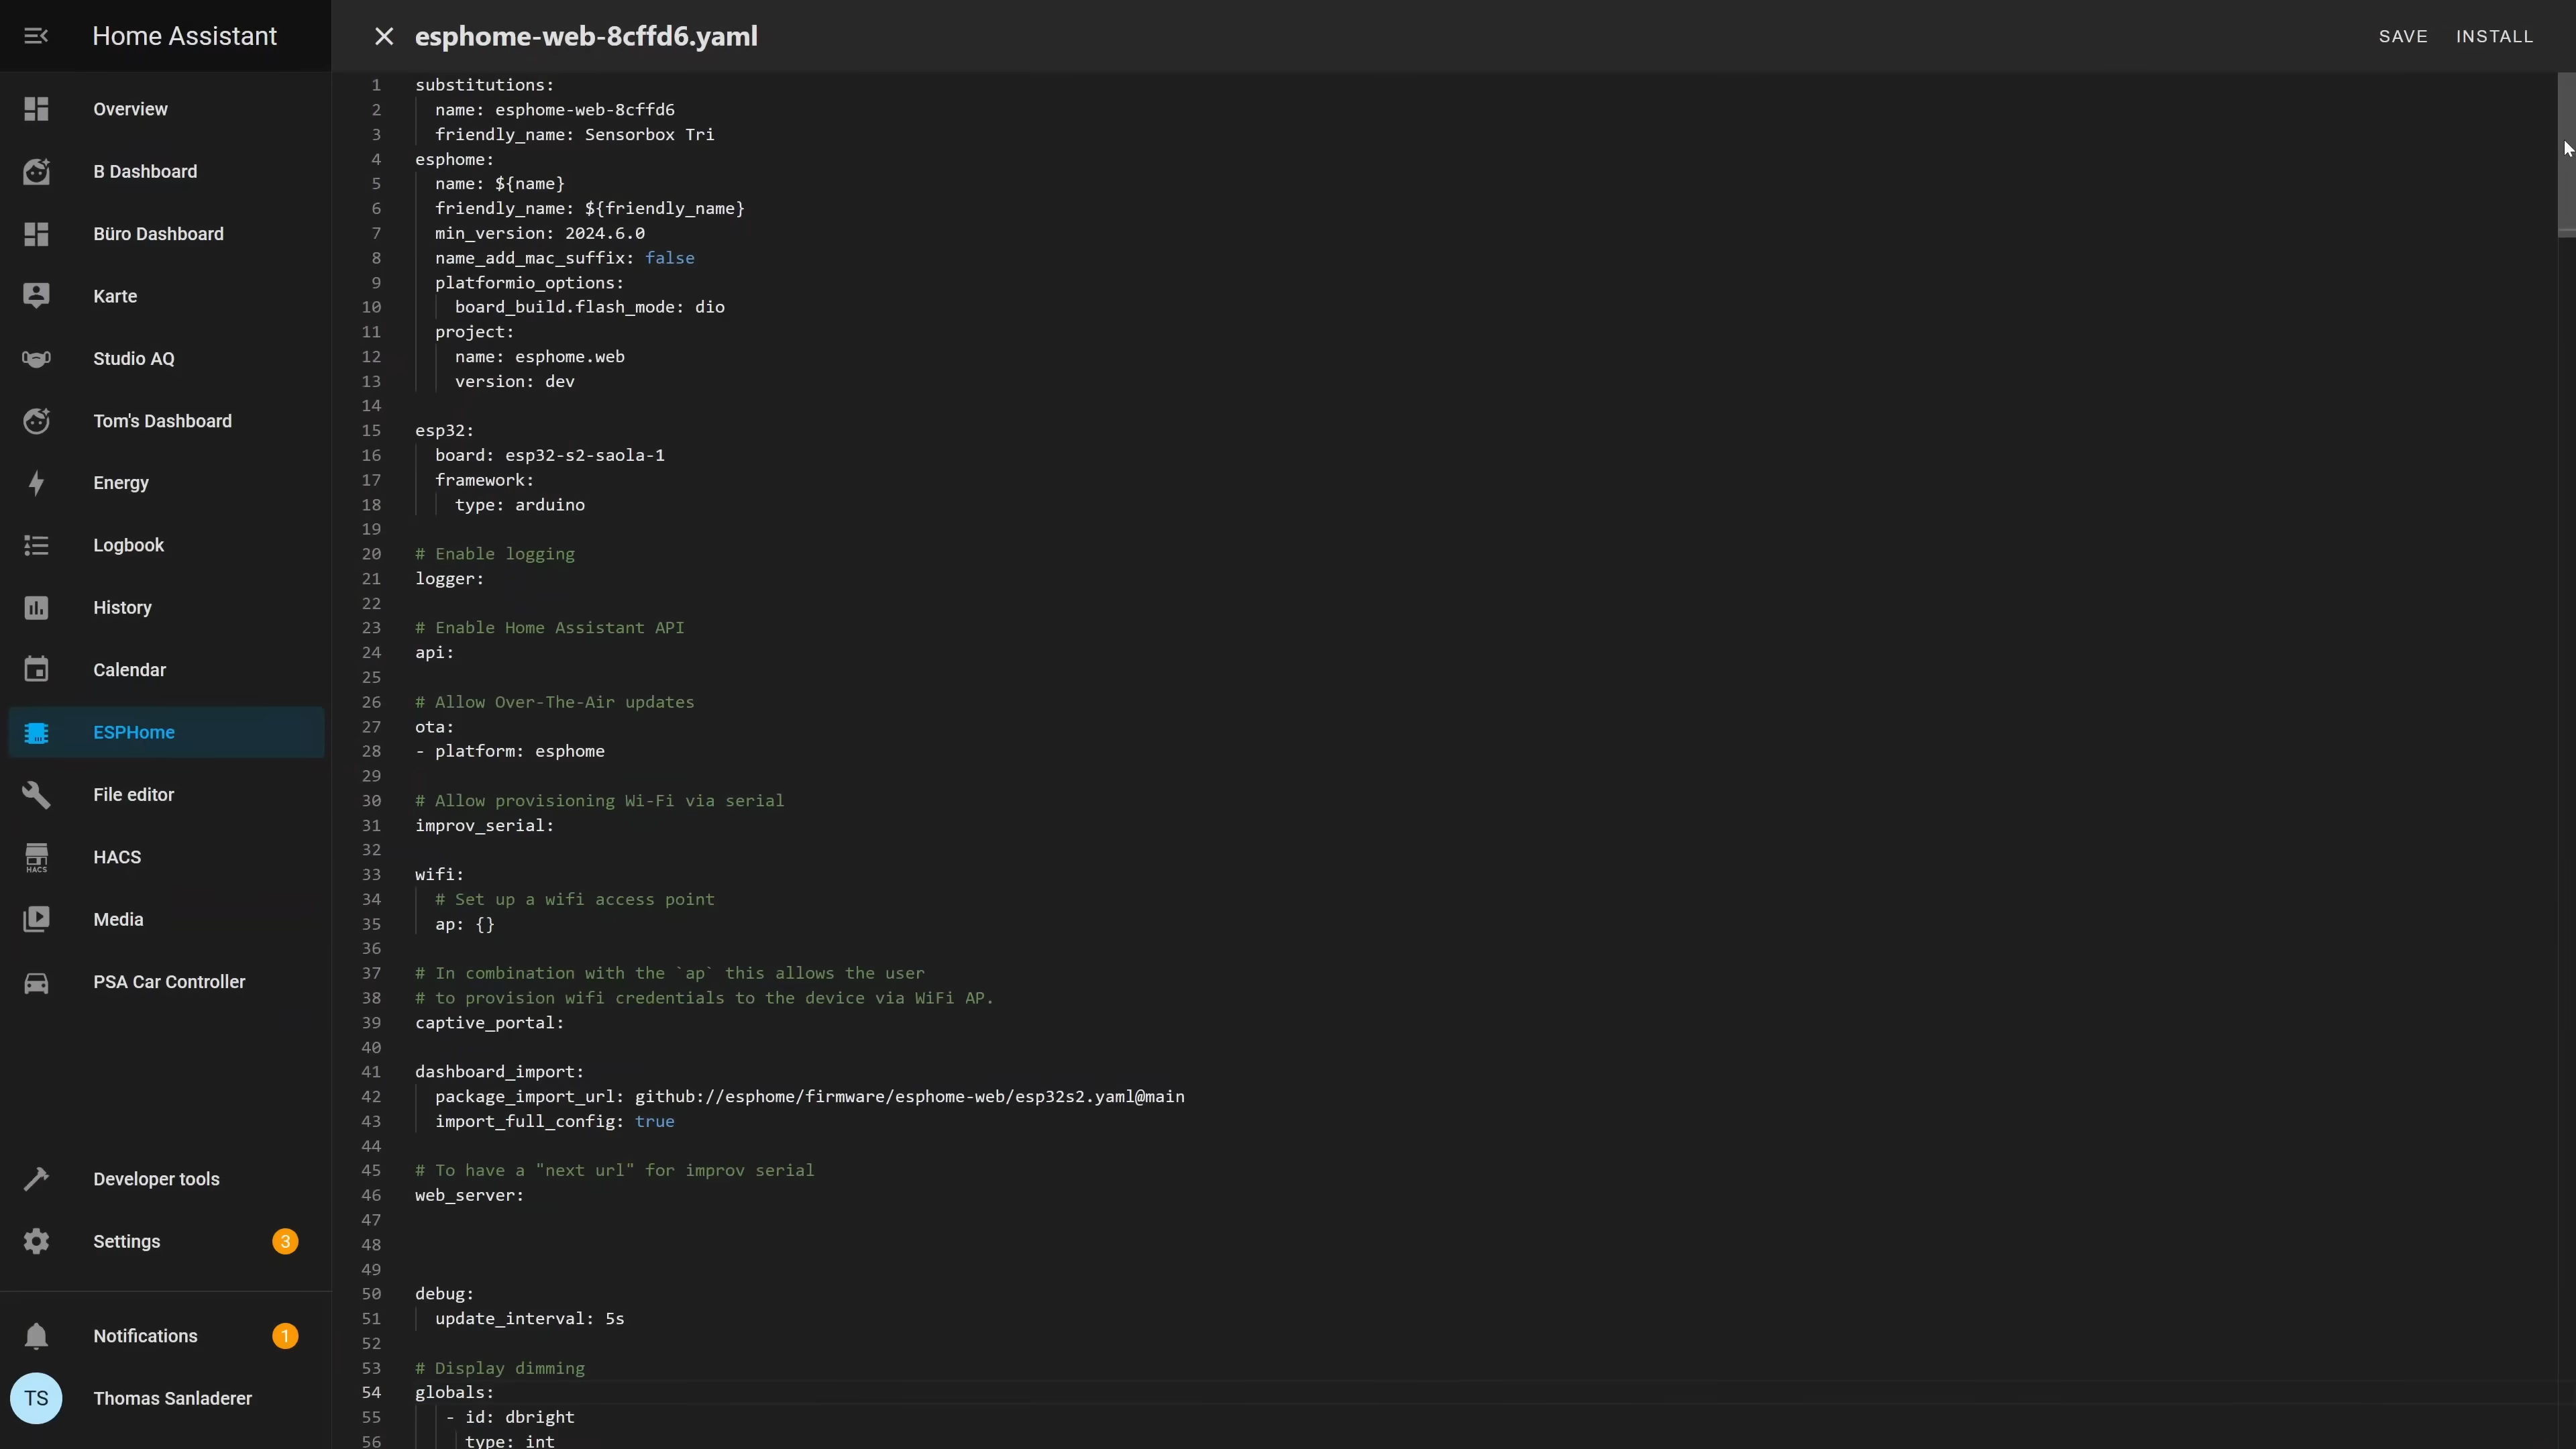 Home Assistant
Overview
B Dashboard
Büro Dashboard
Karte
Studio AQ
Tom's Dashboard
Energy
Logbook
History
Calendar
ESPHome
File editor
HACS
HACS
Media
PSA Car Controller
Developer tools
Settings 3
Notifications 1
TS Thomas Sanladerer
esphome-web-8cffd6.yaml
SAVE INSTALL
1 substitutions:
2 name: esphome-web-8cffd6
3 friendly_name: Sensorbox Tri
4 esphome:
5 name: ${name}
6 friendly_name: ${friendly_name}
7 min_version: 2024.6.0
8 name_add_mac_suffix: false
9 platformio_options:
10 board_build.flash_mode: dio
11 project:
12 name: esphome.web
13 version: dev
14
15 esp32:
16 board: esp32-s2-saola-1
17 framework:
18 type: arduino
19
20 # Enable logging
21 logger:
22
23 # Enable Home Assistant API
24 api:
25
26 # Allow Over-The-Air updates
27 ota:
28 - platform: esphome
29
30 # Allow provisioning Wi-Fi via serial
31 improv_serial:
32
33 wifi:
34 # Set up a wifi access point
35 ap: {}
36
37 # In combination with the `ap` this allows the user
38 # to provision wifi credentials to the device via WiFi AP.
39 captive_portal:
40
41 dashboard_import:
42 package_import_url: github://esphome/firmware/esphome-web/esp32s2.yaml@main
43 import_full_config: true
44
45 # To have a "next url" for improv serial
46 web_server:
47
48
49
50 debug:
51 update_interval: 5s
52
53 # Display dimming
54 globals:
55 - id: dbright
56 type: int